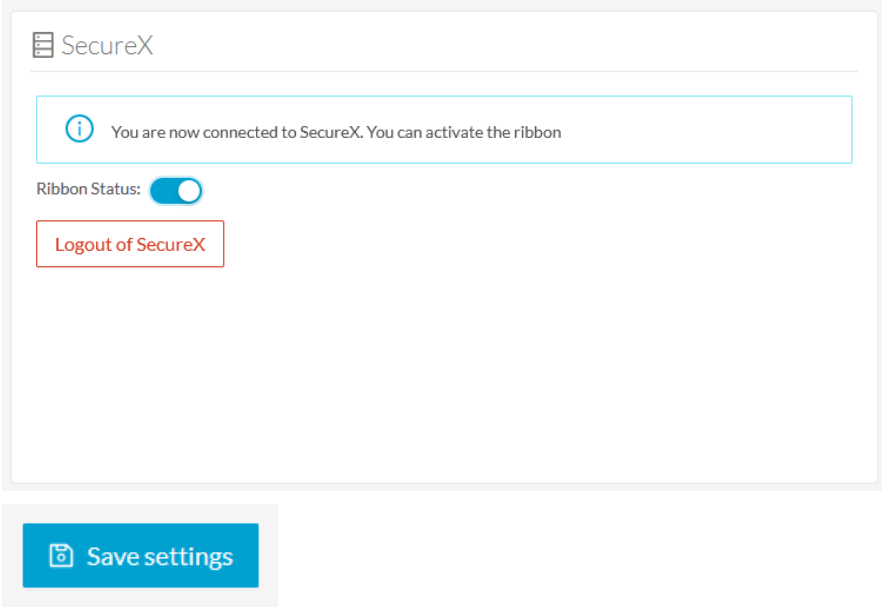 SecureX
You are now connected to SecureX. You can activate the ribbon
Ribbon Status:
Logout of SecureX
Save settings